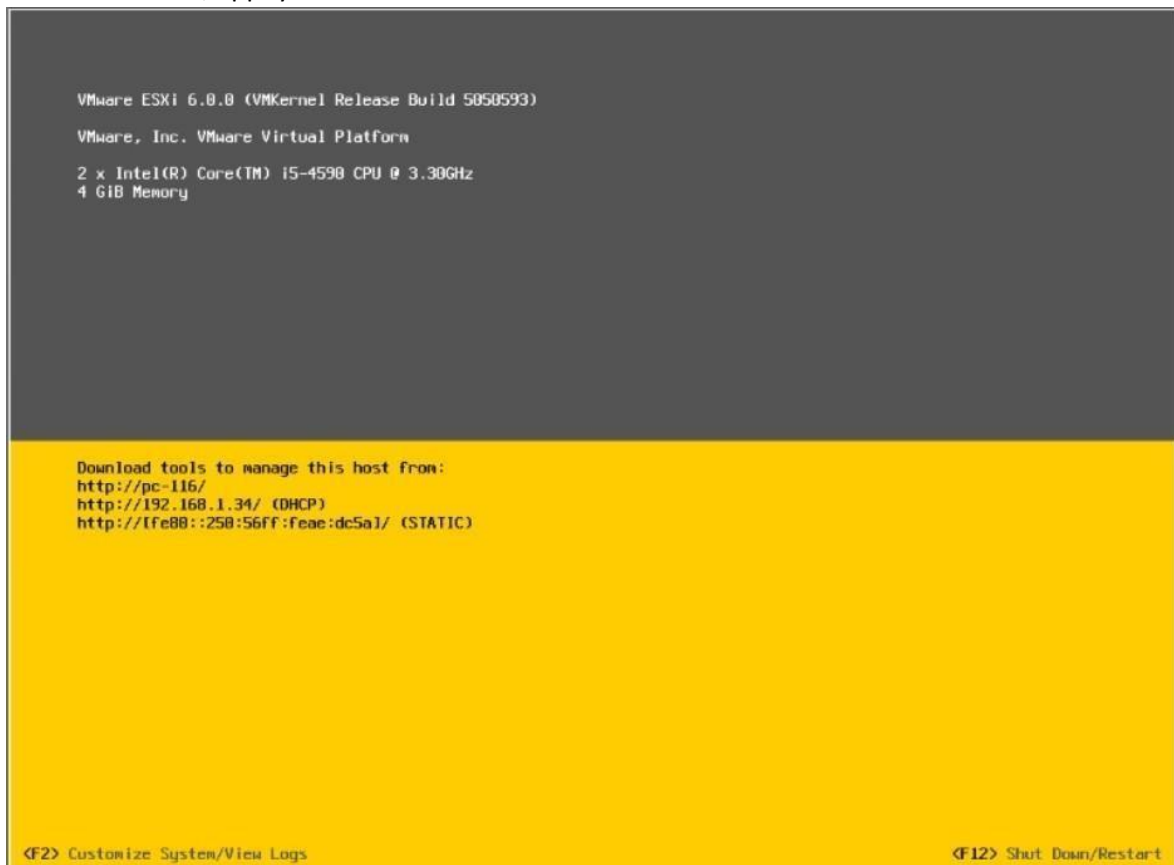 VMware ESXi 6.0.0 (VMKernel Release Build 5050593)
VMware, Inc. VMware Virtual Platform
2 x Intel(R) Core(TM) i5-4590 CPU @ 3.30GHz
4 GiB Memory
Download tools to manage this host from:
http://pc-116/
http://192.168.1.34/ (DHCP)
http://[fe80::250:56ff:feae:dc5a]/ (STATIC)
<F2> Customize System/View Logs
<F12> Shut Down/Restart